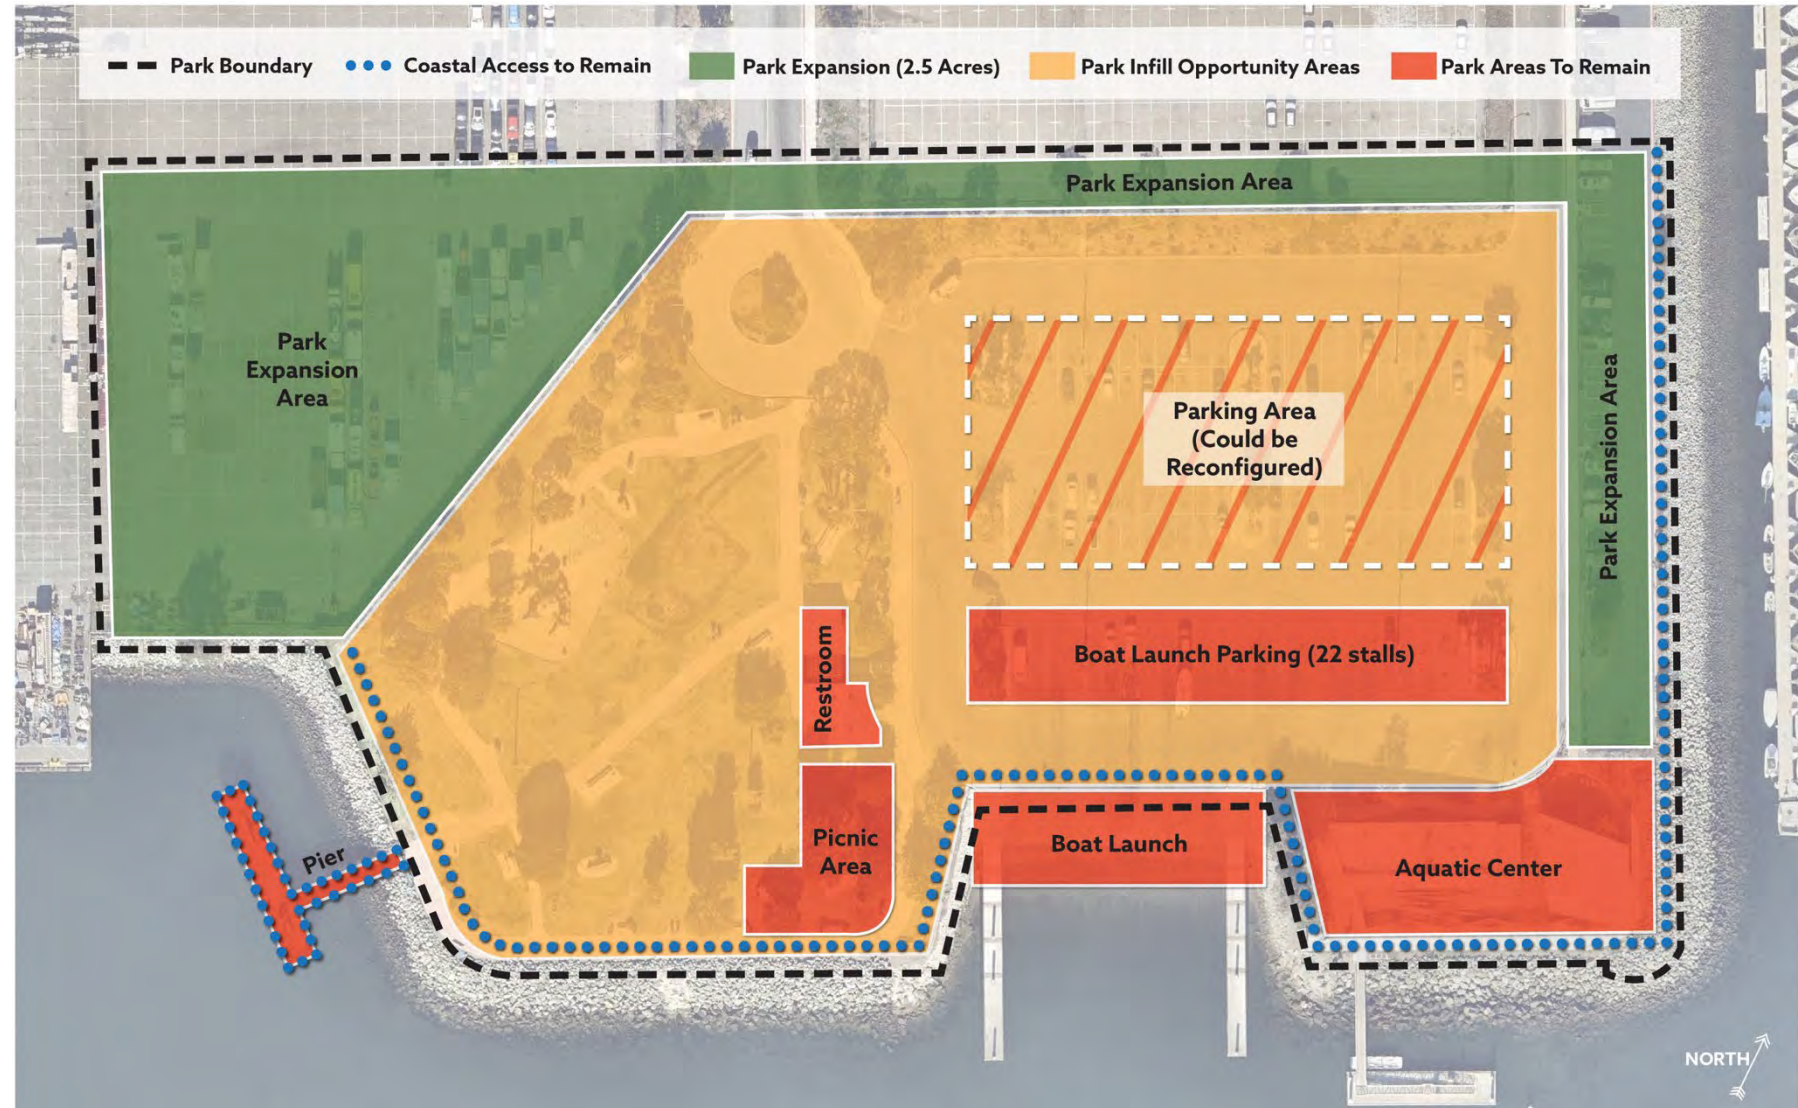 Park Boundary
Coastal Access to Remain
Park Expansion (2.5 Acres)
Park Infill Opportunity Areas
Park Areas To Remain
Park Expansion Area
Park
Expansion
Area
Parking Area
(Could be
Reconfigured)
Park Expansion Area
Restroom
Boat Launch Parking (22 stalls)
Picnic
Area
Boat Launch
Pier
Aquatic Center
NORTH